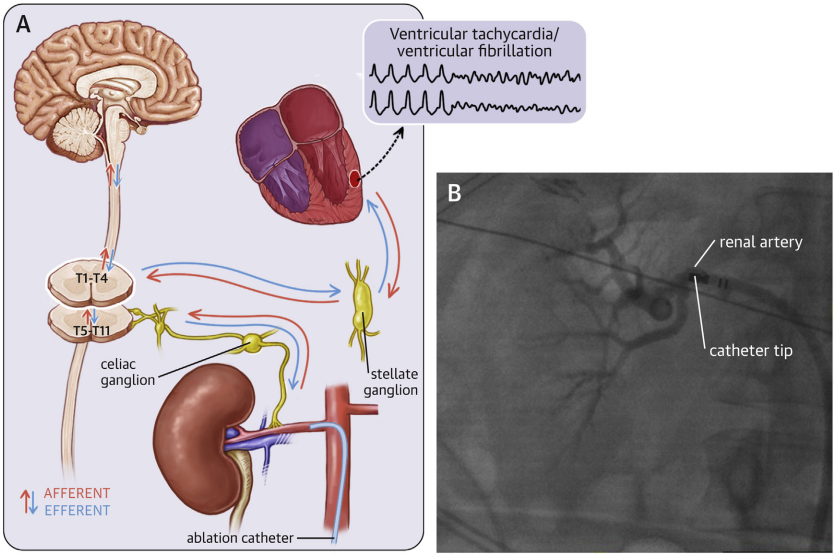 A
Ventricular tachycardia/
ventricular fibrillation
T1-T4
T5-T11
celiac
ganglion
stellate
ganglion
AFFERENT
EFFERENT
ablation catheter
B
renal artery
catheter tip